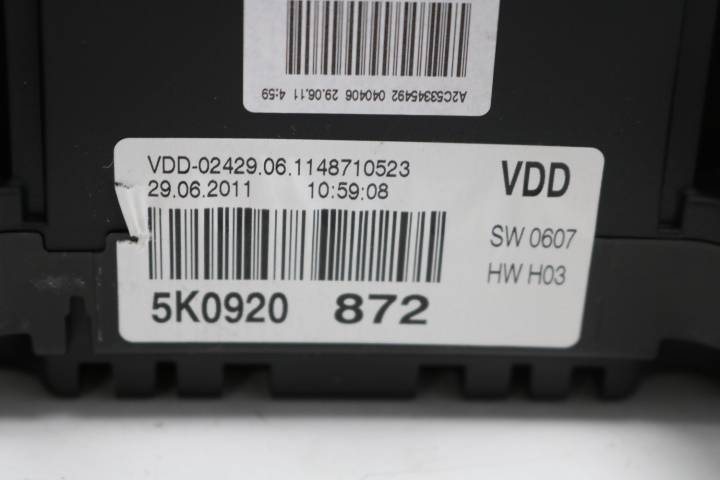 A2C53345492 040406 29.06.11 4:59
VDD-02429.06.1148710523
29.06.2011 10:59:08
VDD
SW 0607
HW H03
5K0920 872